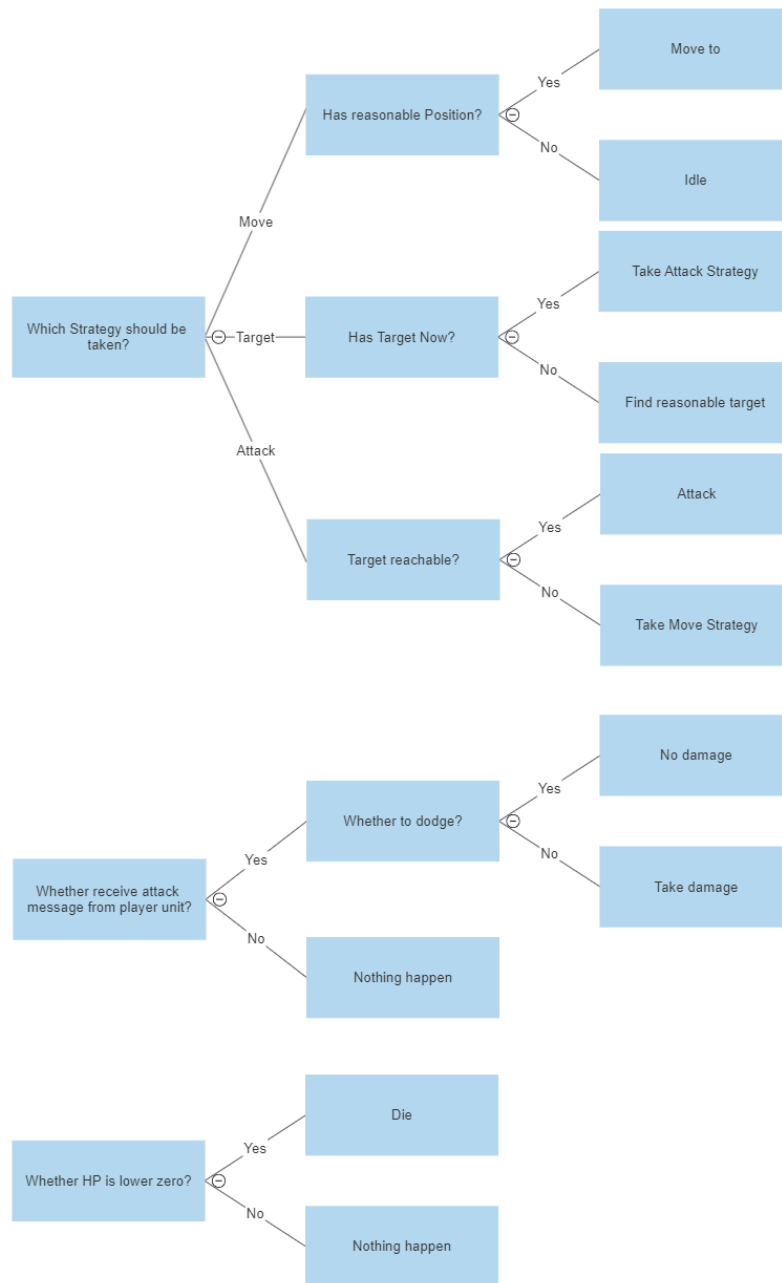 Move to
Yes
Has reasonable Position?
No
Idle
Move
Take Attack Strategy
Yes
Which Strategy should be
taken?
Target
Has Target Now?
No
Find reasonable target
Attack
Attack
Yes
Target reachable?
No
Take Move Strategy
No damage
Yes
Whether to dodge?
No
Take damage
Yes
Whether receive attack
message from player unit?
No
Nothing happen
Die
Yes
Whether HP is lower zero?
No
Nothing happen